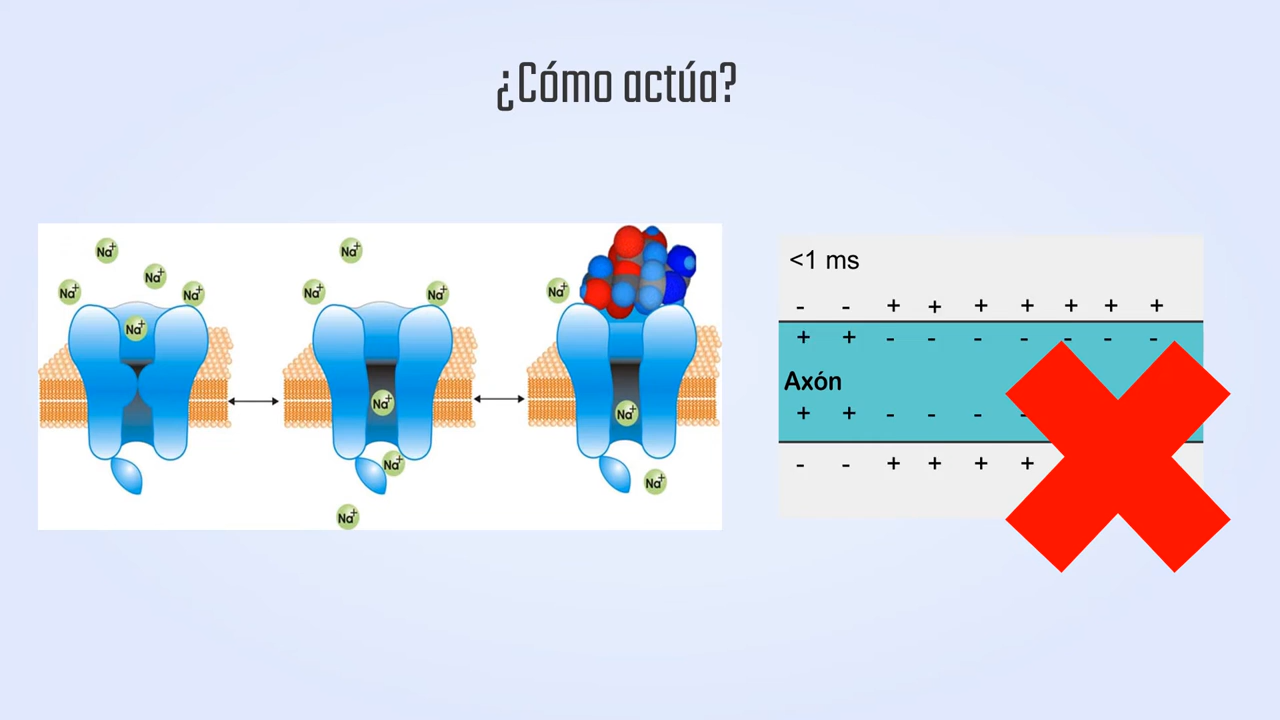 ¿Cómo actúa?
Na+
Na+
Na+
Na+
Na+
Na+
Na+
Na+
Na+
Na+
Na+
Na+
Na+
Na+
<1 ms
- - + + + + + + +
+ + - - - - - - -
Axón
+ + - - - -
- - + + + +